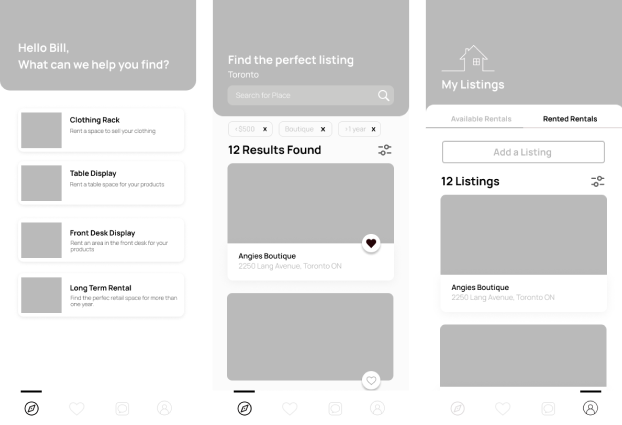 Hello Bill,
What can we help you find?
Clothing Rack
Rent a space to sell your clothing
Table Display
Rent a table space for your products
Front Desk Display
Rent an area in the front desk for your
products
Long Term Rental
Find the perfec retail space for more than
one year
Find the perfect listing
Toronto
Search for Place
>$500 x
Boutique x
>1 year x
12 Results Found
Angies Boutique
2250 Lang Avenue, Toronto ON
My Listings
Available Rentals
Rented Rentals
Add a Listing
12 Listings
Angies Boutique
2250 Lang Avenue, Toronto ON